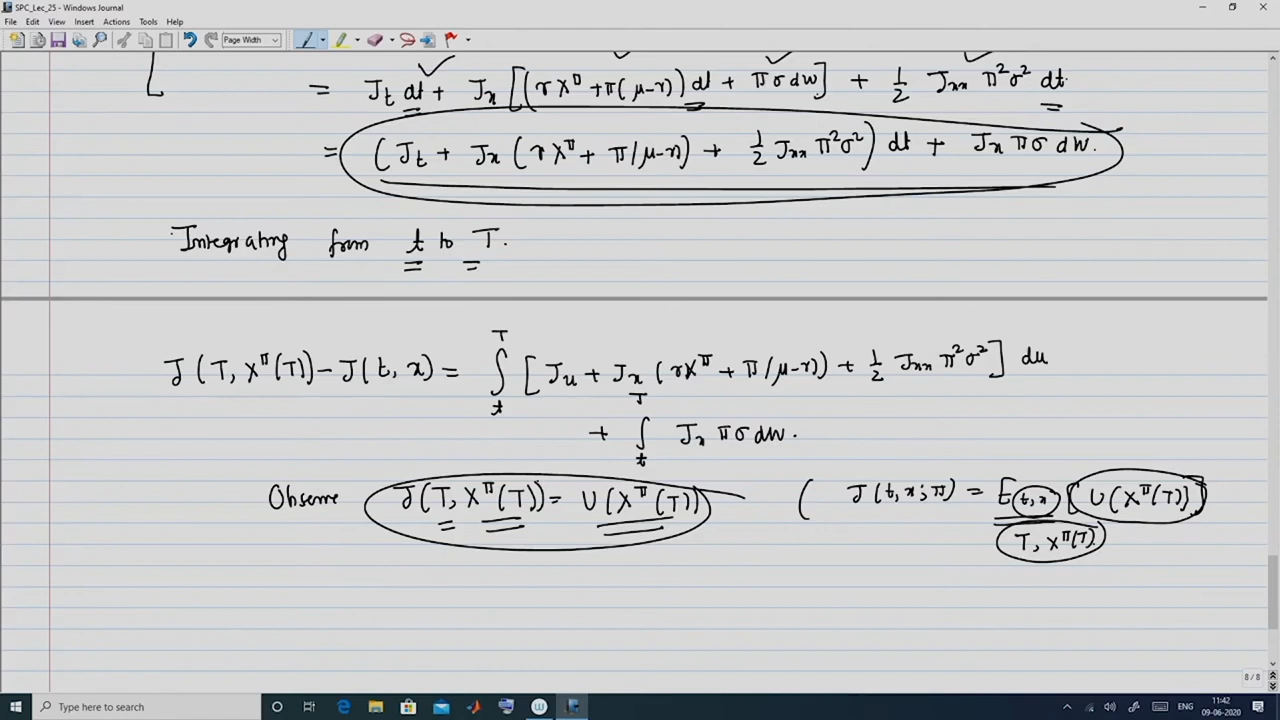 SPC_Lec_25 - Windows Journal
File Edit View Insert Actions Tools Help
Page Width
= J_t dt + J_x [(rX^π + π(μ-r)) dt + πσ dw] + 1/2 J_xx π²σ² dt.
= (J_t + J_x (rX^π + π(μ-r) + 1/2 J_xx π²σ²) dt + J_x πσ dw.
Integrating from t to T.
J(T, X^π(T)) - J(t, x) = ∫_t^T [J_u + J_x (rX^π + π(μ-r)) + 1/2 J_xx π²σ²] du
+ ∫_t^T J_x πσ dw.
Observe J(T, X^π(T)) = U(X^π(T)) ( J(t, x; π) = E_(t,x) [U(X^π(T))]
T, X^π(T)
8 / 8
Type here to search
11:42
09-06-2020